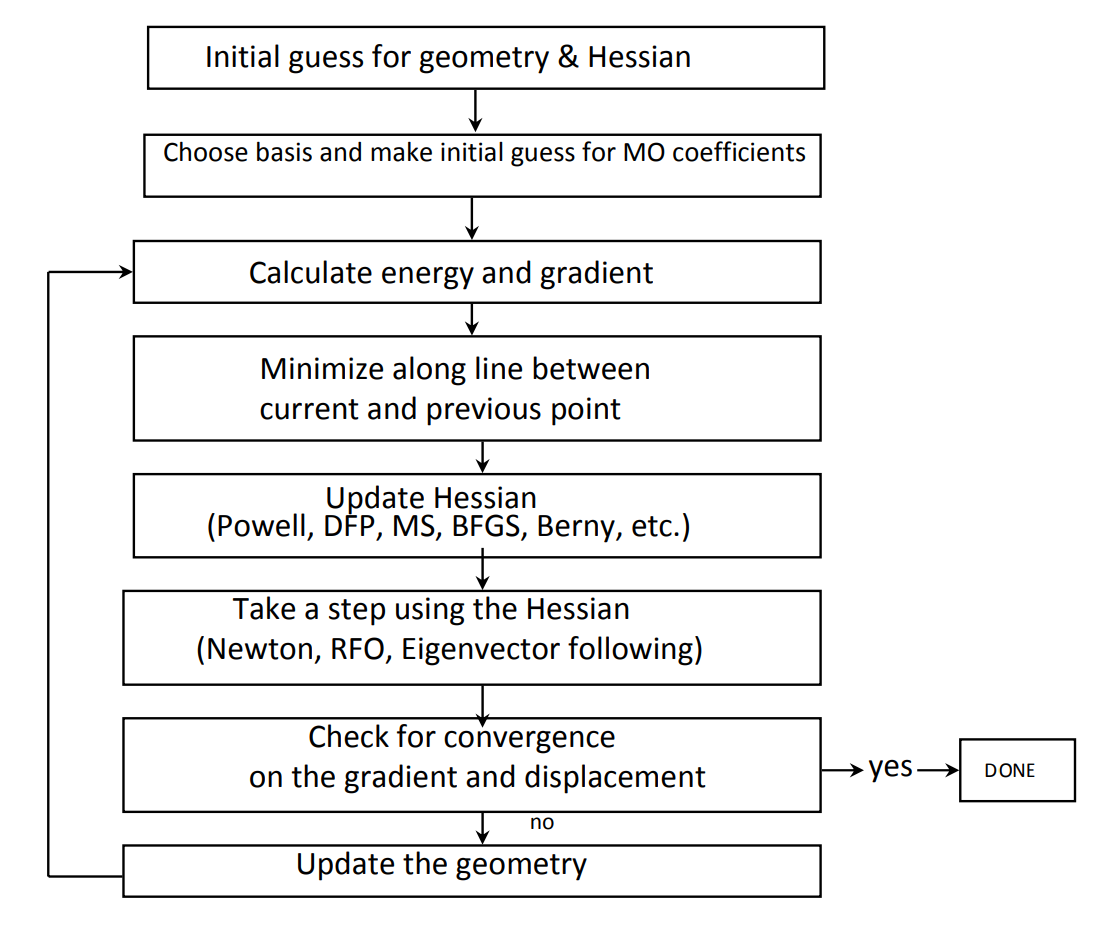 Initial guess for geometry & Hessian
Choose basis and make initial guess for MO coefficients
Calculate energy and gradient
Minimize along line between
current and previous point
Update Hessian
(Powell, DFP, MS, BFGS, Berny, etc.)
Take a step using the Hessian
(Newton, RFO, Eigenvector following)
Check for convergence
on the gradient and displacement
yes
DONE
no
Update the geometry